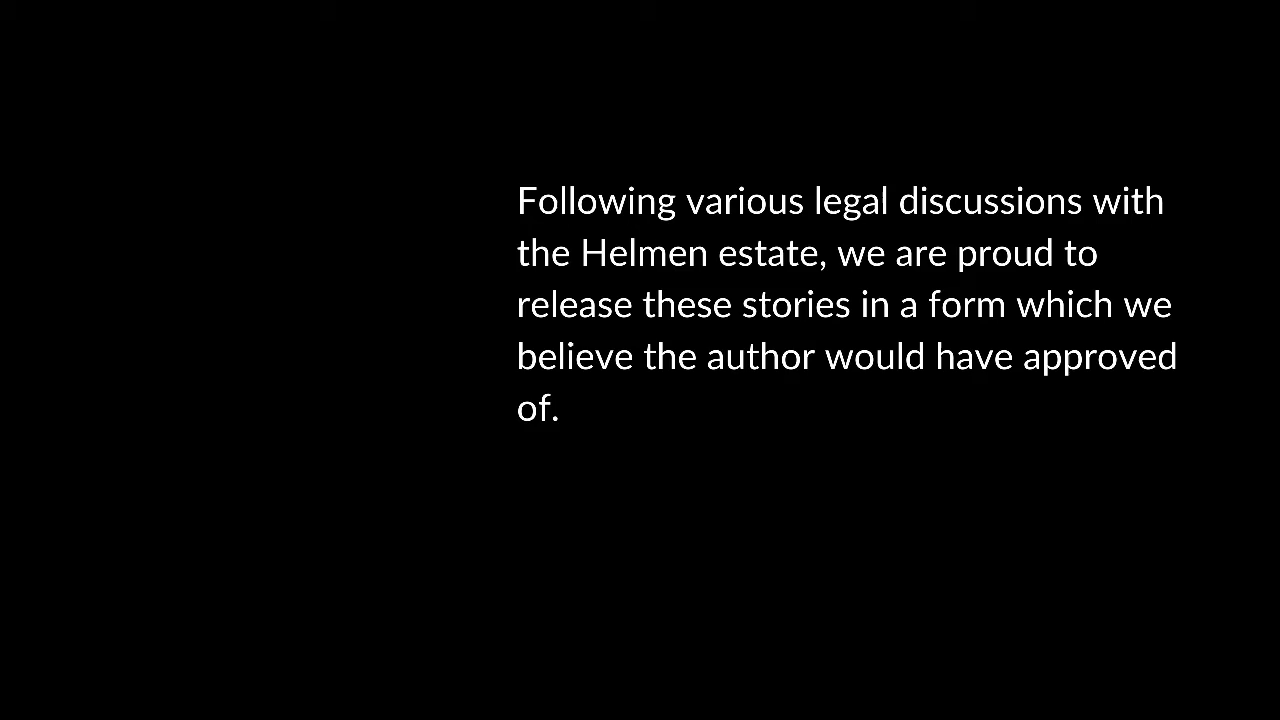 Following various legal discussions with
the Helmen estate, we are proud to
release these stories in a form which we
believe the author would have approved
of.